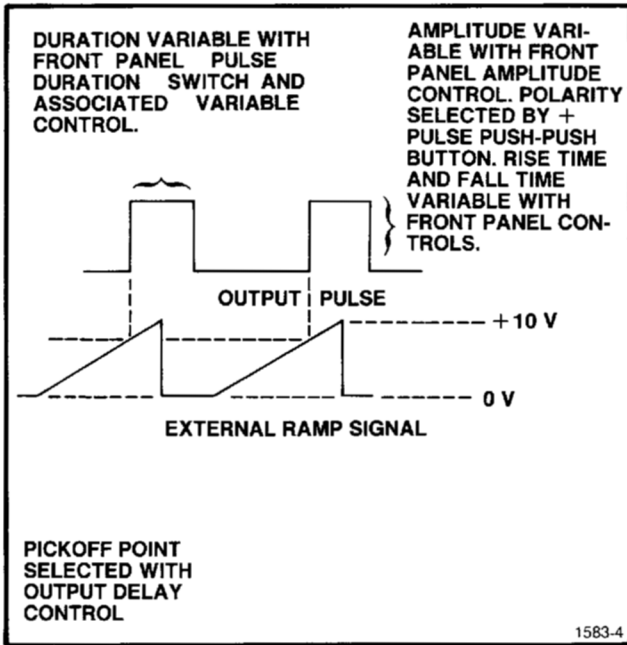 DURATION VARIABLE WITH
FRONT PANEL PULSE
DURATION SWITCH AND
ASSOCIATED VARIABLE
CONTROL.
AMPLITUDE VARI-
ABLE WITH FRONT
PANEL AMPLITUDE
CONTROL. POLARITY
SELECTED BY +
PULSE PUSH-PUSH
BUTTON. RISE TIME
AND FALL TIME
VARIABLE WITH
FRONT PANEL CON-
TROLS.
OUTPUT PULSE
+10 V
0 V
EXTERNAL RAMP SIGNAL
PICKOFF POINT
SELECTED WITH
OUTPUT DELAY
CONTROL
1583-4